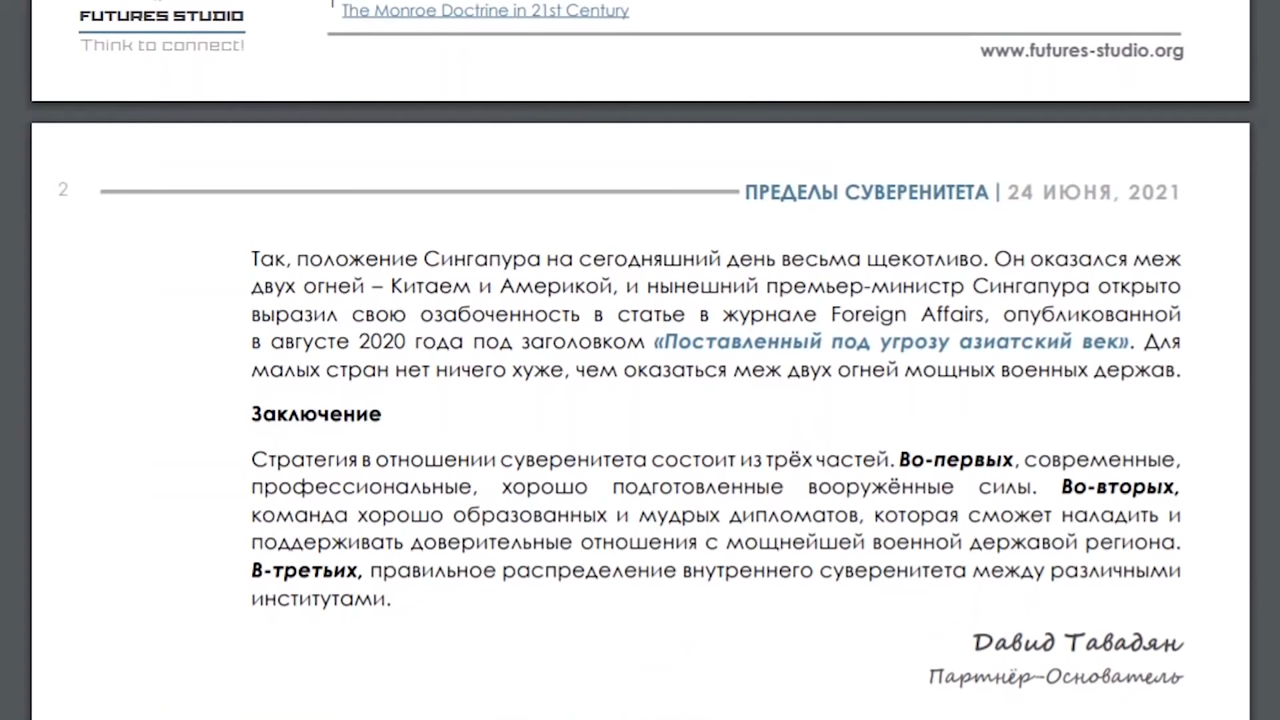 FUTURES STUDIO
Think to connect!
The Monroe Doctrine in 21st Century
www.futures-studio.org
2
ПРЕДЕЛЫ СУВЕРЕНИТЕТА | 24 ИЮНЯ, 2021
Так, положение Сингапура на сегодняшний день весьма щекотливо. Он оказался меж
двух огней – Китаем и Америкой, и нынешний премьер-министр Сингапура открыто
выразил свою озабоченность в статье в журнале Foreign Affairs, опубликованной
в августе 2020 года под заголовком «Поставленный под угрозу азиатский век». Для
малых стран нет ничего хуже, чем оказаться меж двух огней мощных военных держав.
Заключение
Стратегия в отношении суверенитета состоит из трёх частей. Во-первых, современные,
профессиональные, хорошо подготовленные вооружённые силы. Во-вторых,
команда хорошо образованных и мудрых дипломатов, которая сможет наладить и
поддерживать доверительные отношения с мощнейшей военной державой региона.
В-третьих, правильное распределение внутреннего суверенитета между различными
институтами.
Давид Тавадян
Партнёр-Основатель